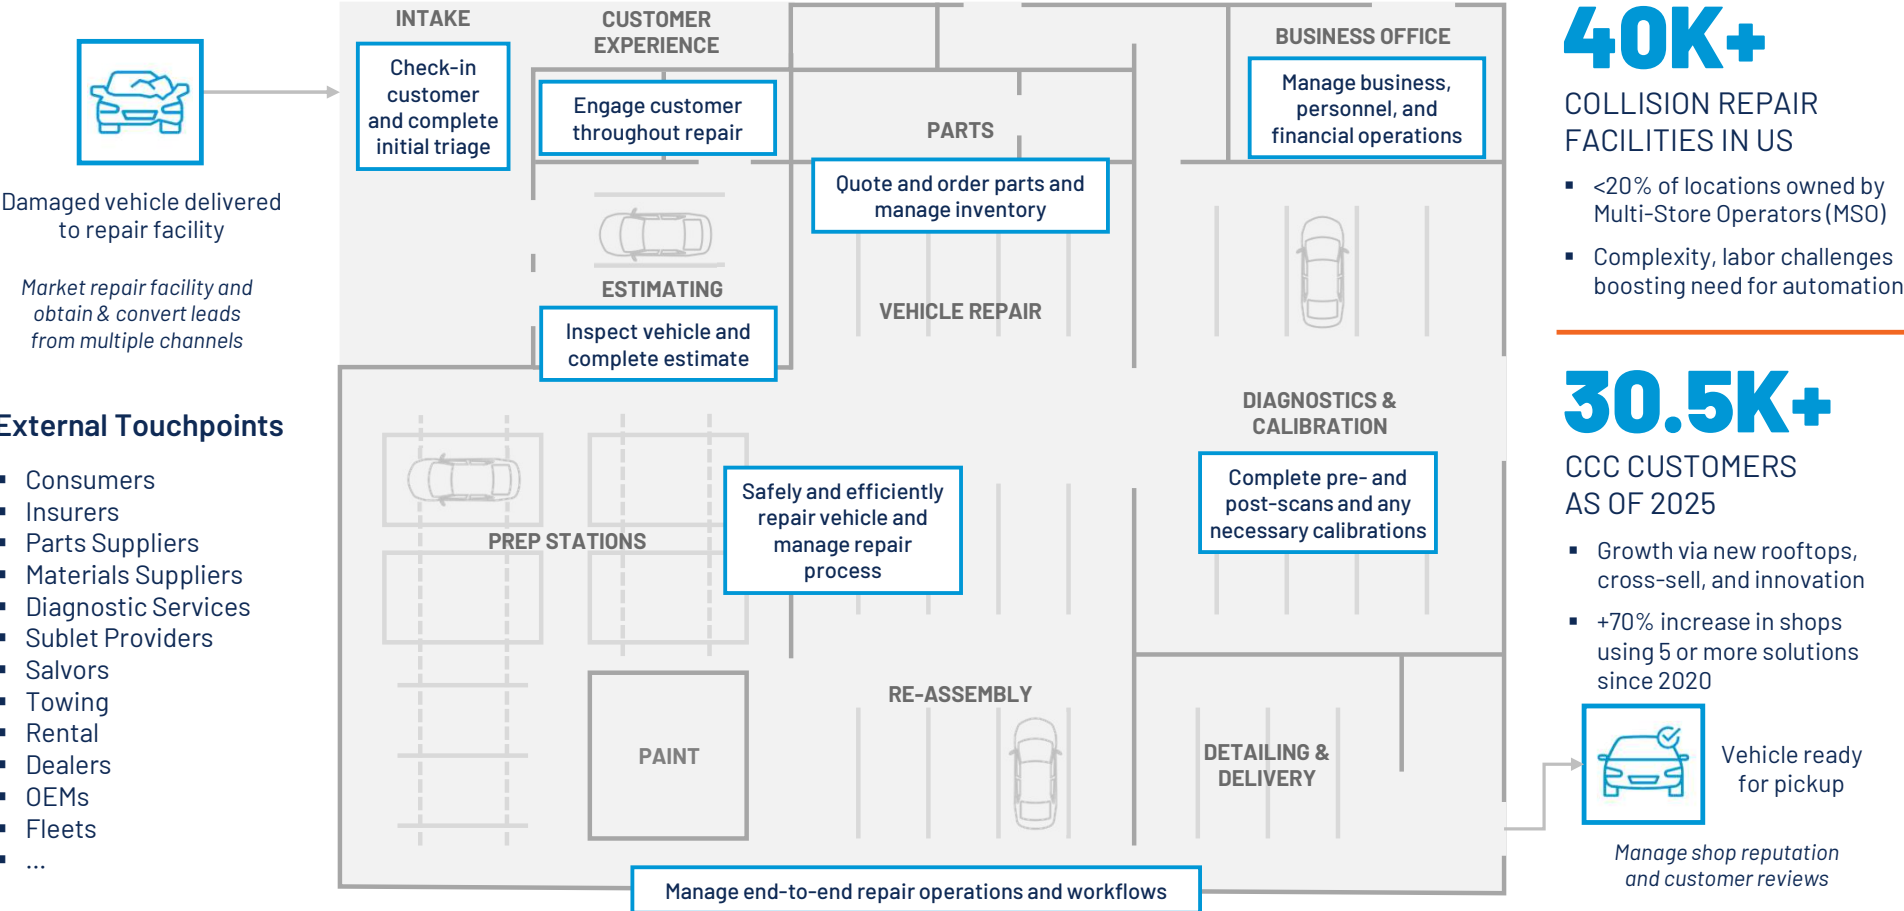 Damaged vehicle delivered
to repair facility
Market repair facility and
obtain & convert leads
from multiple channels
External Touchpoints
▪ Consumers
▪ Insurers
▪ Parts Suppliers
▪ Materials Suppliers
▪ Diagnostic Services
▪ Sublet Providers
▪ Salvors
▪ Towing
▪ Rental
▪ Dealers
▪ OEMs
▪ Fleets
▪ ...
INTAKE
Check-in
customer
and complete
initial triage
CUSTOMER
EXPERIENCE
Engage customer
throughout repair
ESTIMATING
Inspect vehicle and
complete estimate
PARTS
Quote and order parts and
manage inventory
VEHICLE REPAIR
BUSINESS OFFICE
Manage business,
personnel, and
financial operations
DIAGNOSTICS &
CALIBRATION
Complete pre- and
post-scans and any
necessary calibrations
PREP STATIONS
Safely and efficiently
repair vehicle and
manage repair
process
PAINT
RE-ASSEMBLY
DETAILING &
DELIVERY
Manage end-to-end repair operations and workflows
40K+
COLLISION REPAIR
FACILITIES IN US
▪ <20% of locations owned by
Multi-Store Operators (MSO)
▪ Complexity, labor challenges
boosting need for automation
30.5K+
CCC CUSTOMERS
AS OF 2025
▪ Growth via new rooftops,
cross-sell, and innovation
▪ +70% increase in shops
using 5 or more solutions
since 2020
Vehicle ready
for pickup
Manage shop reputation
and customer reviews